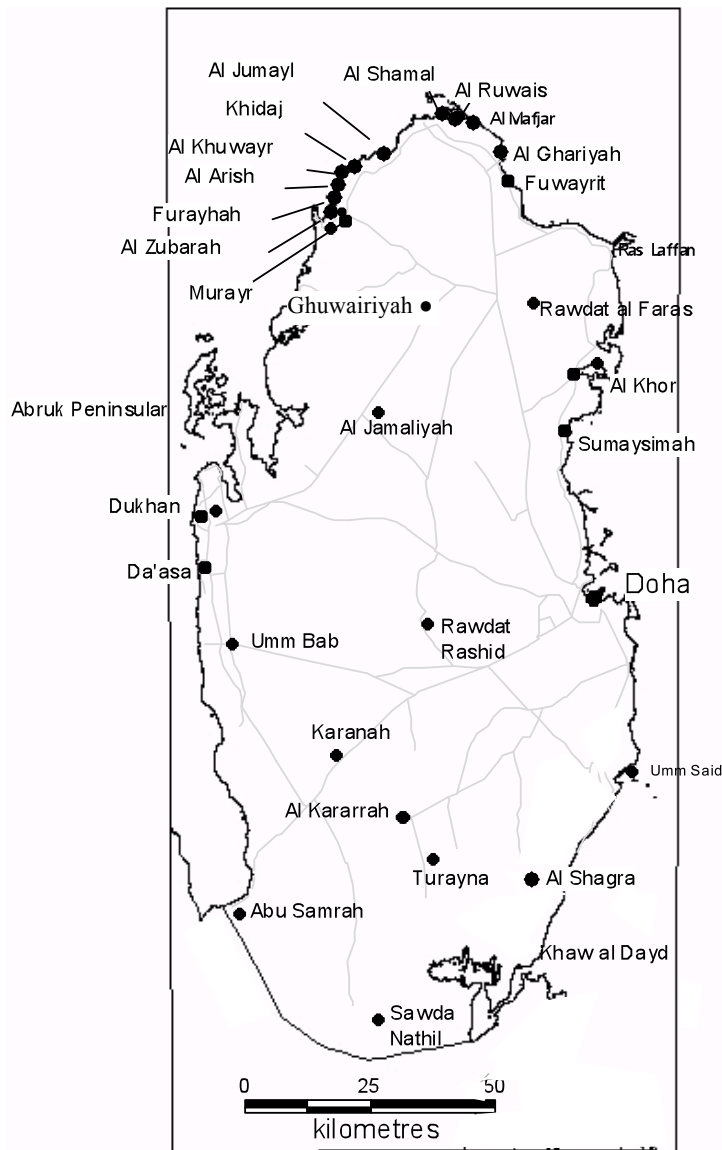 Al Jumayl
Al Shamal
Al Ruwais
Khidaj
Al Mafjar
Al Khuwayr
Al Ghariyah
Al Arish
Fuwayrit
Furayhah
Al Zubarah
Ras Laffan
Murayr
Ghuwairiyah
Rawdat al Faras
Al Khor
Abruk Peninsular
Al Jamaliyah
Sumaysimah
Dukhan
Da'asa
Doha
Umm Bab
Rawdat
Rashid
Karanah
Umm Said
Al Kararrah
Turayna
Al Shagra
Abu Samrah
Khaw al Dayd
Sawda
Nathil
0 25 50
kilometres